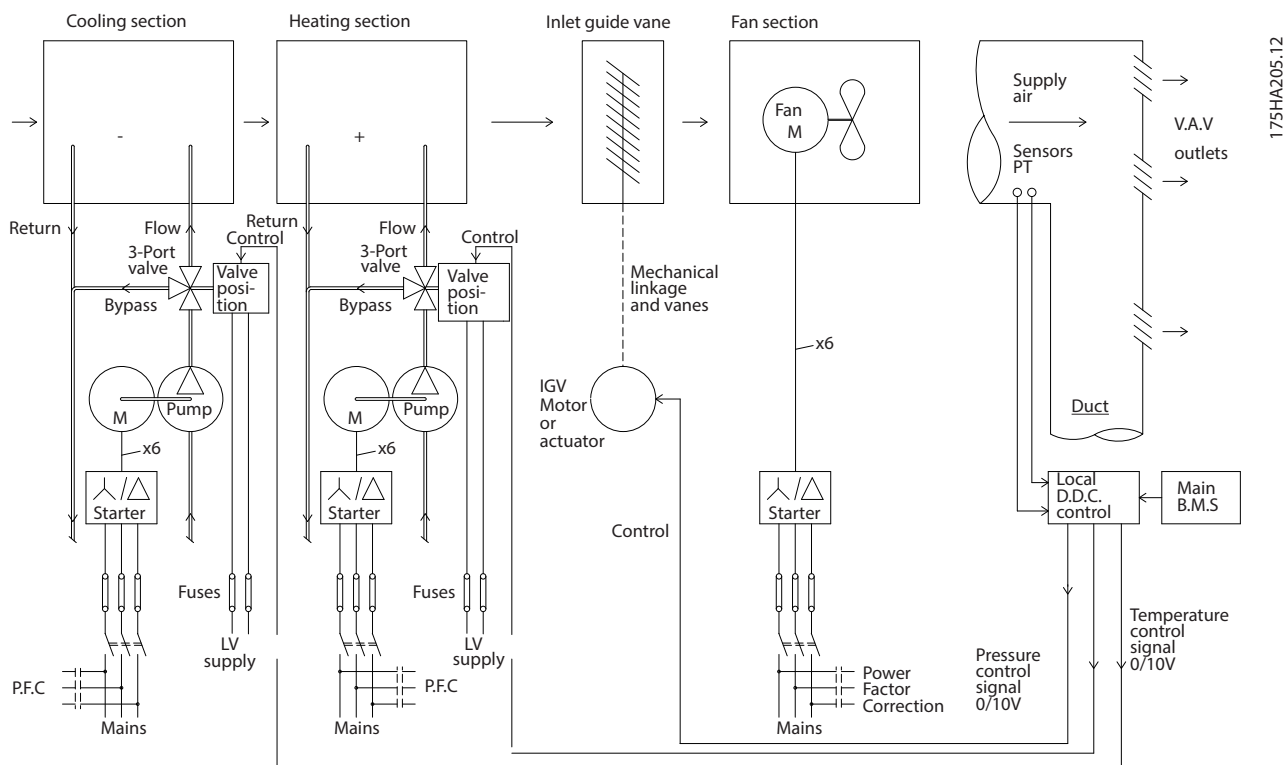 Cooling section
Heating section
Inlet guide vane
Fan section
175HA205.12
-
+
Fan
M
Supply
air
V.A.V
outlets
Sensors
PT
Return
Flow
3-Port
valve
Bypass
Control
Valve
posi-
tion
Return
Flow
3-Port
valve
Bypass
Control
Valve
posi-
tion
Mechanical
linkage
and vanes
x6
M
Pump
x6
M
Pump
x6
IGV
Motor
or
actuator
Duct
Starter
Starter
Starter
Local
D.D.C.
control
Main
B.M.S
Control
Fuses
Fuses
LV
supply
LV
supply
P.F.C
Mains
P.F.C
Mains
Power
Factor
Correction
Mains
Pressure
control
signal
0/10V
Temperature
control
signal
0/10V